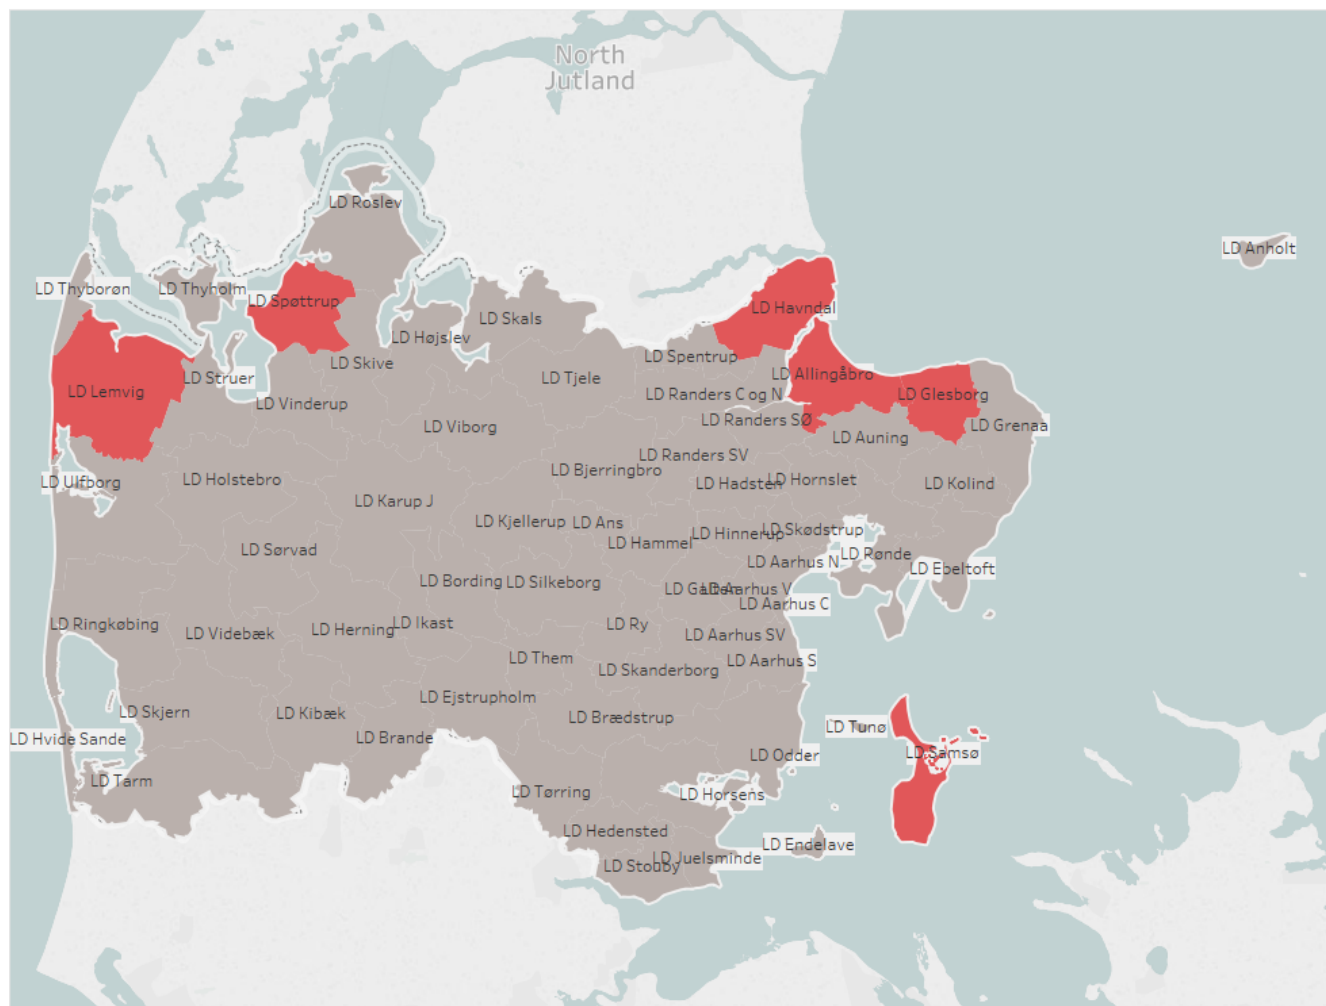 North
Jutland
LD Roslev
LD Anholt
LD Thyborøn
LD Thyholm
LD Spøttrup
LD Havndal
LD Skals
LD Højslev
LD Spentrup
LD Skive
LD Struer
LD Tjele
LD Allingåbro
LD Lemvig
LD Randers C og N
LD Glesborg
LD Vinderup
LD Randers SØ
LD Viborg
LD Auning
LD Grenaa
LD Randers SV
LD Bjerringbro
LD Ulfborg
LD Holstebro
LD Hadsten
LD Hornslet
LD Kolind
LD Karup J
LD Kjellerup
LD Ans
LD Hinnerup
LD Skødstrup
LD Hammel
LD Sørvad
LD Rønde
LD Aarhus N
LD Ebeltoft
LD Bording
LD Silkeborg
LD Galten
LD Aarhus V
LD Aarhus C
LD Ringkøbing
LD Videbæk
LD Herning
LD Ikast
LD Ry
LD Aarhus SV
LD Them
LD Skanderborg
LD Aarhus S
LD Ejstrupholm
LD Skjern
LD Kibæk
LD Brædstrup
LD Tunø
LD Hvide Sande
LD Brande
LD Samsø
LD Odder
LD Tarm
LD Tørring
LD Horsens
LD Hedensted
LD Endelave
LD Juelsminde
LD Stouby